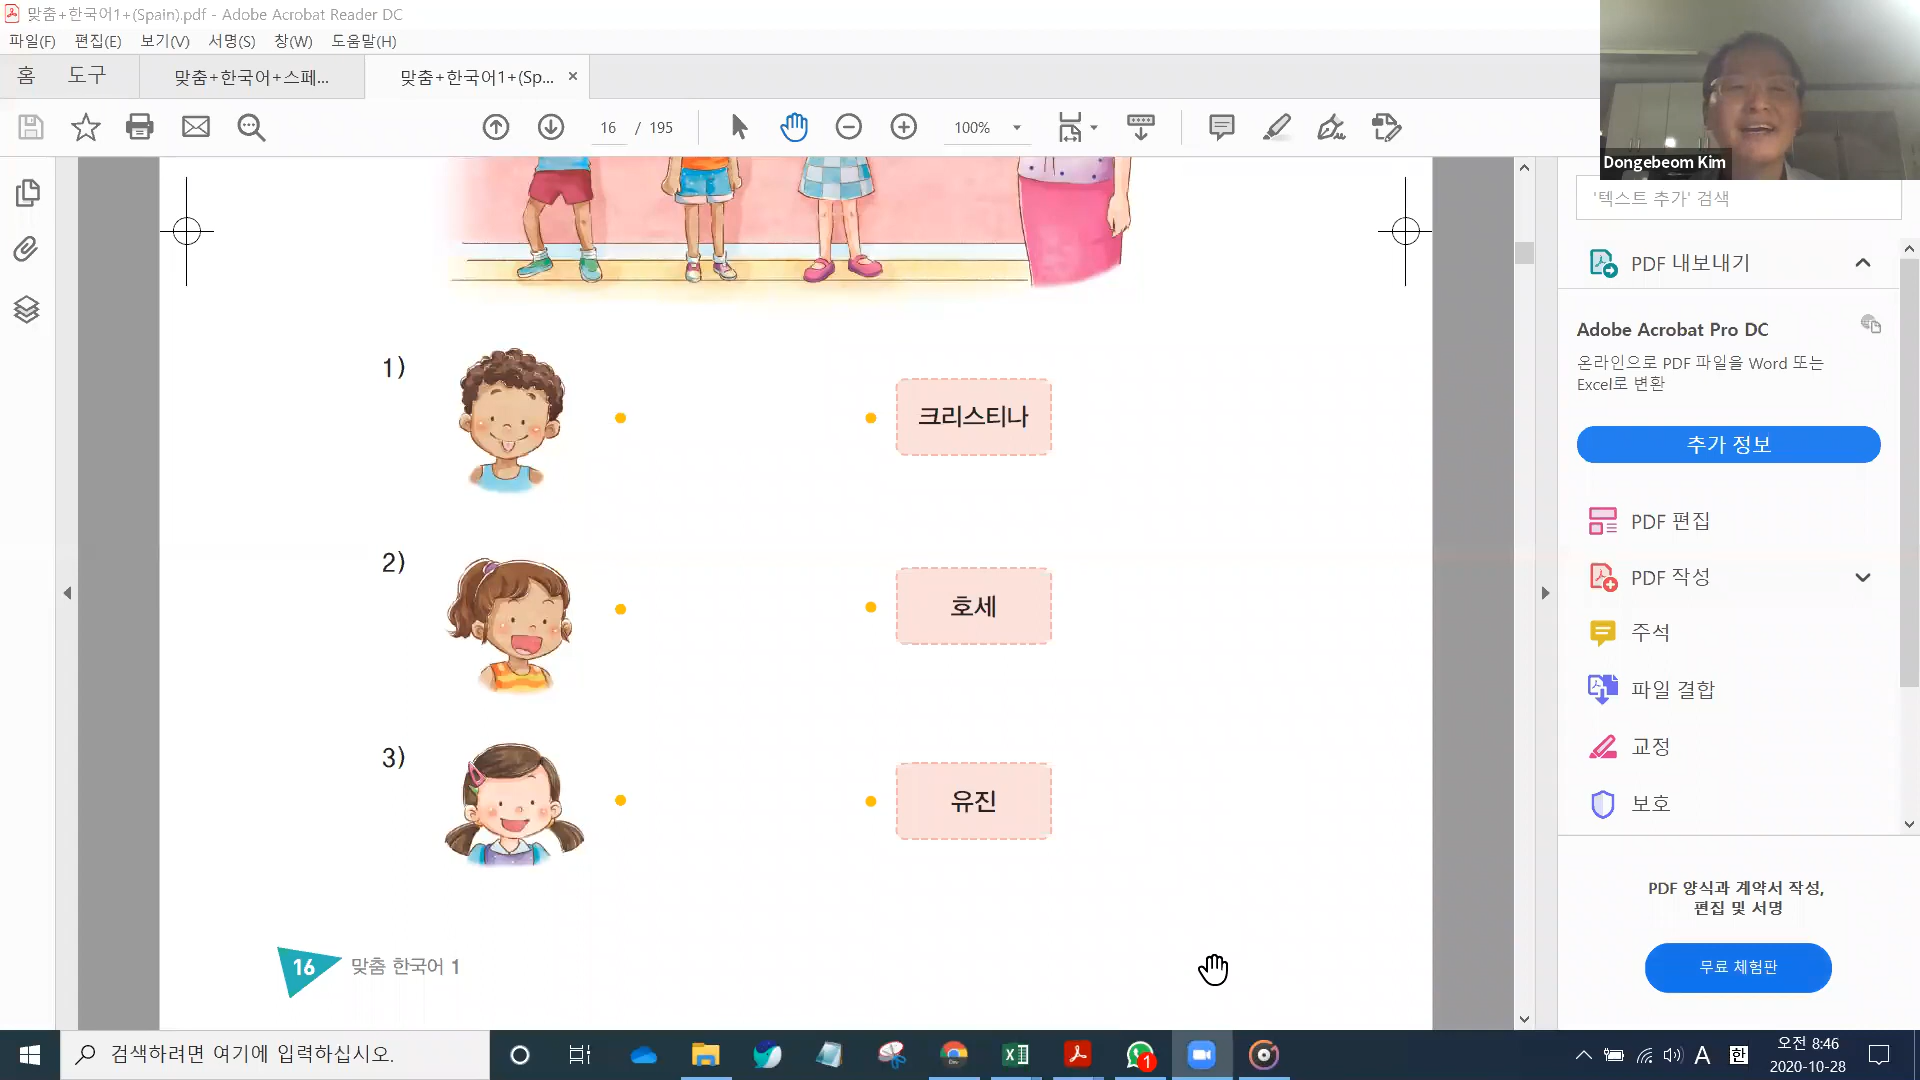 맞춤+한국어1+(Spain).pdf - Adobe Acrobat Reader DC
파일(F) 편집(E) 보기(V) 서명(S) 창(W) 도움말(H)
홈 도구 맞춤+한국어+스페... 맞춤+한국어1+(Sp... ×
16 / 195 100%
Dongebeom Kim
'텍스트 추가' 검색
PDF 내보내기
Adobe Acrobat Pro DC
온라인으로 PDF 파일을 Word 또는
Excel로 변환
추가 정보
PDF 편집
PDF 작성
주석
파일 결합
교정
보호
PDF 양식과 계약서 작성,
편집 및 서명
무료 체험판
1)
크리스티나
2)
호세
3)
유진
16 맞춤 한국어 1
검색하려면 여기에 입력하십시오.
Dev
1
A 한
오전 8:46
2020-10-28